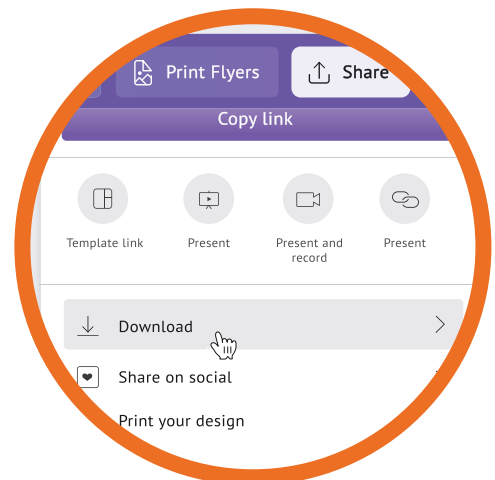 Print Flyers
Share
Copy link
Template link
Present
Present and
record
Present
Download
Share on social
Print your design